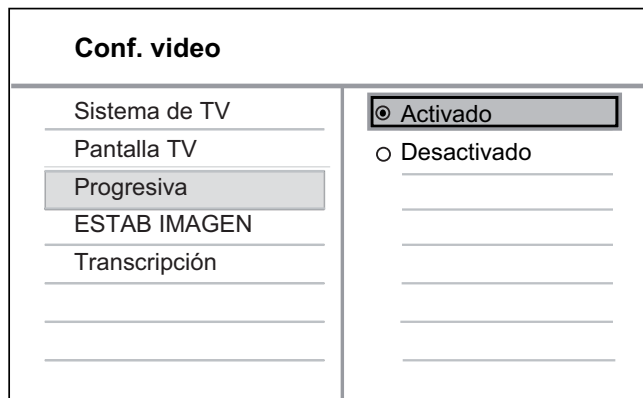 Conf. video
Sistema de TV
Pantalla TV
Progresiva
ESTAB IMAGEN
Transcripción
Activado
Desactivado